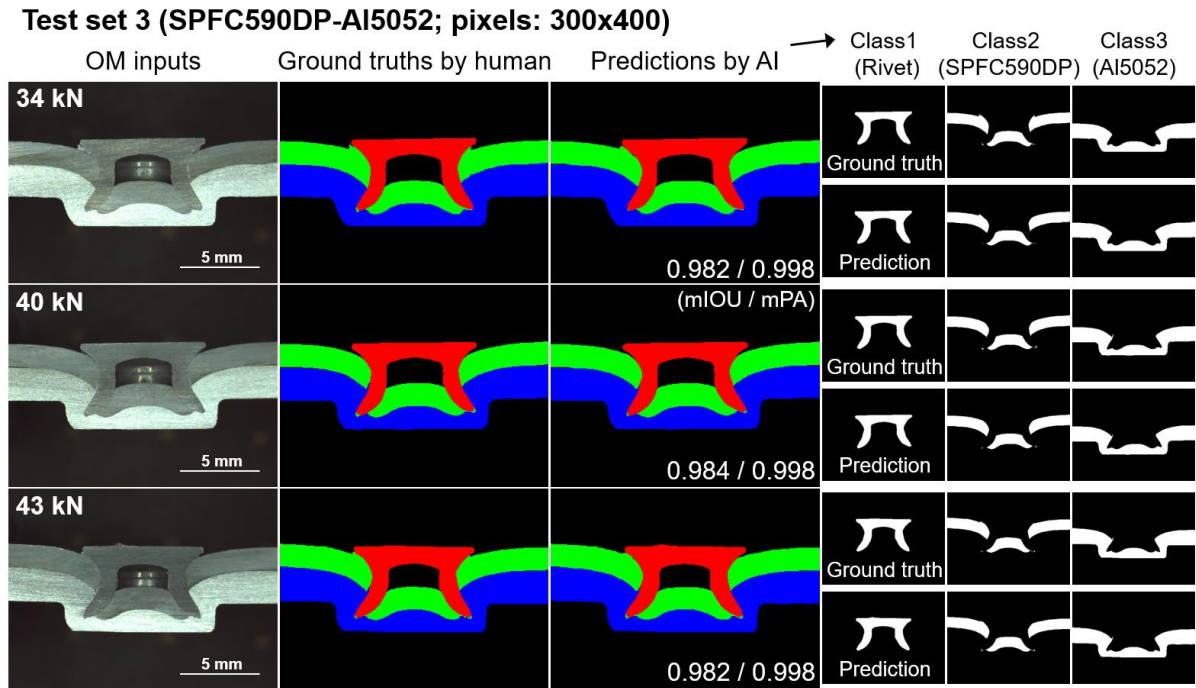 Test set 3 (SPFC590DP-Al5052; pixels: 300x400)
OM inputs
Ground truths by human
Predictions by AI
Class1
(Rivet)
Class2
(SPFC590DP)
Class3
(Al5052)
34 kN
5 mm
0.982 / 0.998
(mIOU / mPA)
Ground truth
Prediction
40 kN
5 mm
0.984 / 0.998
Ground truth
Prediction
43 kN
5 mm
0.982 / 0.998
Ground truth
Prediction